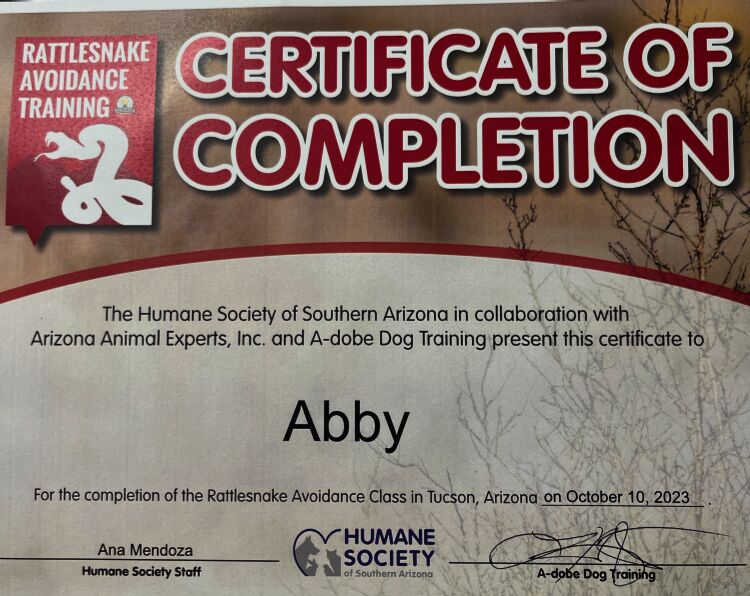 RATTLESNAKE
AVOIDANCE
TRAINING
CERTIFICATE OF
COMPLETION
The Humane Society of Southern Arizona in collaboration with
Arizona Animal Experts, Inc. and A-dobe Dog Training present this certificate to
Abby
For the completion of the Rattlesnake Avoidance Class in Tucson, Arizona on October 10, 2023.
Ana Mendoza
Humane Society Staff
HUMANE
SOCIETY
of Southern Arizona
A-dobe Dog Training